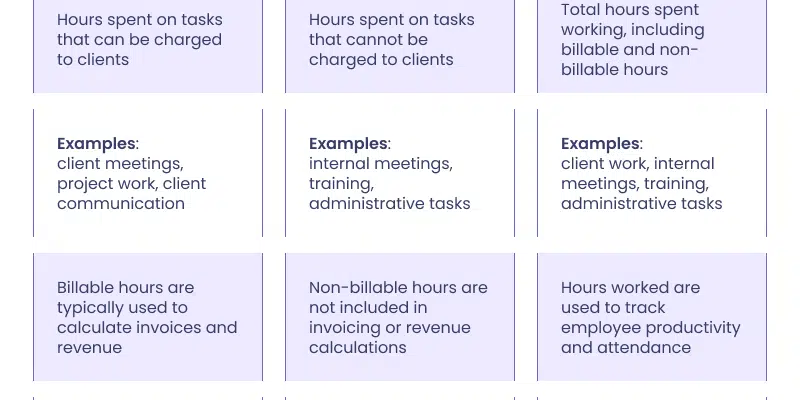 Hours spent on tasks
that can be charged
to clients
Hours spent on tasks
that cannot be
charged to clients
Total hours spent
working, including
billable and non-
billable hours
Examples:
client meetings,
project work, client
communication
Examples:
internal meetings,
training,
administrative tasks
Examples:
client work, internal
meetings, training,
administrative tasks
Billable hours are
typically used to
calculate invoices and
revenue
Non-billable hours are
not included in
invoicing or revenue
calculations
Hours worked are
used to track
employee productivity
and attendance